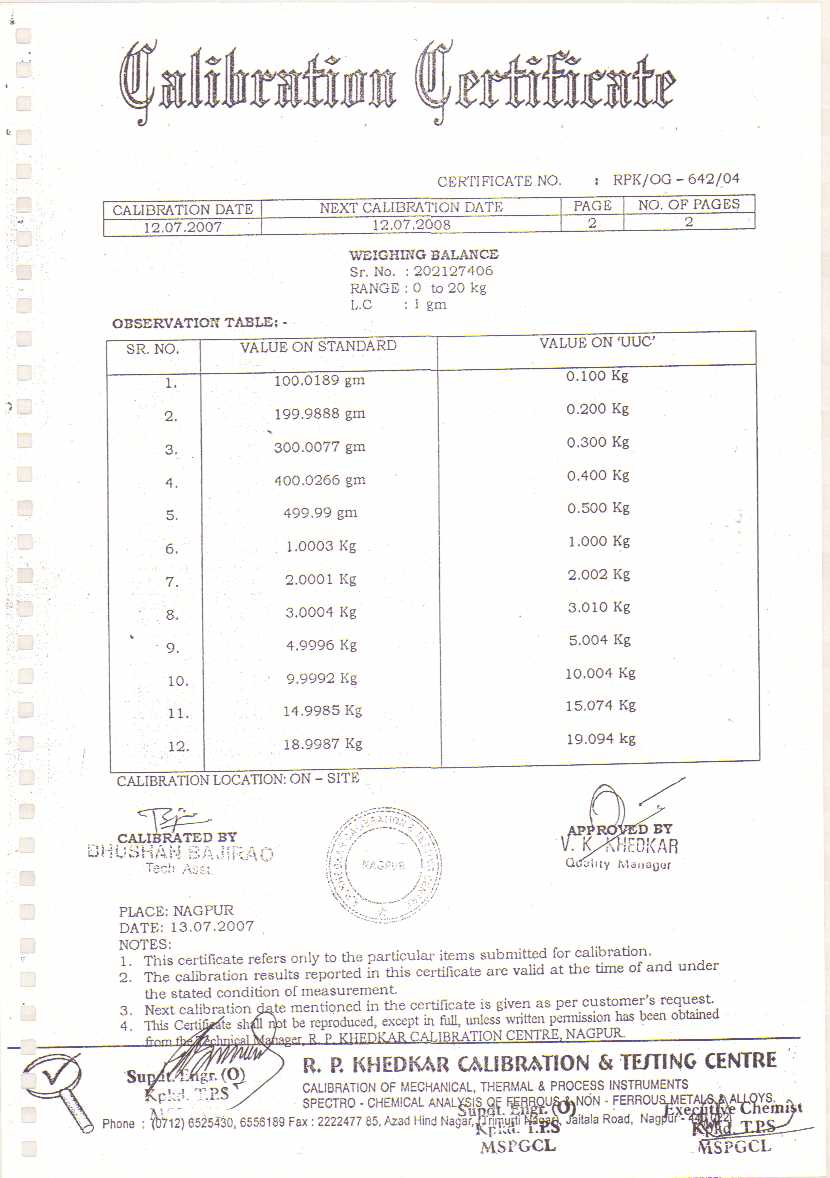 Calibration Certificate
CERTIFICATE NO. : RPK/OG – 642/04
CALIBRATION DATE NEXT CALIBRATION DATE PAGE NO. OF PAGES
12.07.2007 12.07.2008 2 2
WEIGHING BALANCE
Sr. No. : 202127406
RANGE : 0 to 20 kg
L.C : 1 gm
OBSERVATION TABLE: -
SR. NO. VALUE ON STANDARD VALUE ON 'UUC'
1. 100.0189 gm 0.100 Kg
2. 199.9888 gm 0.200 Kg
3. 300.0077 gm 0.300 Kg
4. 400.0266 gm 0.400 Kg
5. 499.99 gm 0.500 Kg
6. 1.0003 Kg 1.000 Kg
7. 2.0001 Kg 2.002 Kg
8. 3.0004 Kg 3.010 Kg
9. 4.9996 Kg 5.004 Kg
10. 9.9992 Kg 10.004 Kg
11. 14.9985 Kg 15.074 Kg
12. 18.9987 Kg 19.094 kg
CALIBRATION LOCATION: ON – SITE
CALIBRATED BY
BHUSHAN BAJIRAO
Tech Asst.
NAGPUR
APPROVED BY
V. K. KHEDKAR
Quality Manager
PLACE: NAGPUR
DATE: 13.07.2007
NOTES:
1. This certificate refers only to the particular items submitted for calibration.
2. The calibration results reported in this certificate are valid at the time of and under
the stated condition of measurement.
3. Next calibration date mentioned in the certificate is given as per customer's request.
4. This Certificate shall not be reproduced, except in full, unless written permission has been obtained
from the Technical Manager, R. P. KHEDKAR CALIBRATION CENTRE, NAGPUR.
R. P. KHEDKAR CALIBRATION & TESTING CENTRE
Supdt. Engr. (O)
Kpkd. T.P.S
CALIBRATION OF MECHANICAL, THERMAL & PROCESS INSTRUMENTS
SPECTRO - CHEMICAL ANALYSIS OF FERROUS & NON - FERROUS METALS & ALLOYS.
Supdt. Engr. (O) Executive Chemist
Phone : (0712) 6525430, 6556189 Fax : 2222477 85, Azad Hind Nagar, (Trimurti Nagar), Jaitala Road, Nagpur -
Kpkd. T.P.S Kpkd. T.P.S
MSPGCL MSPGCL